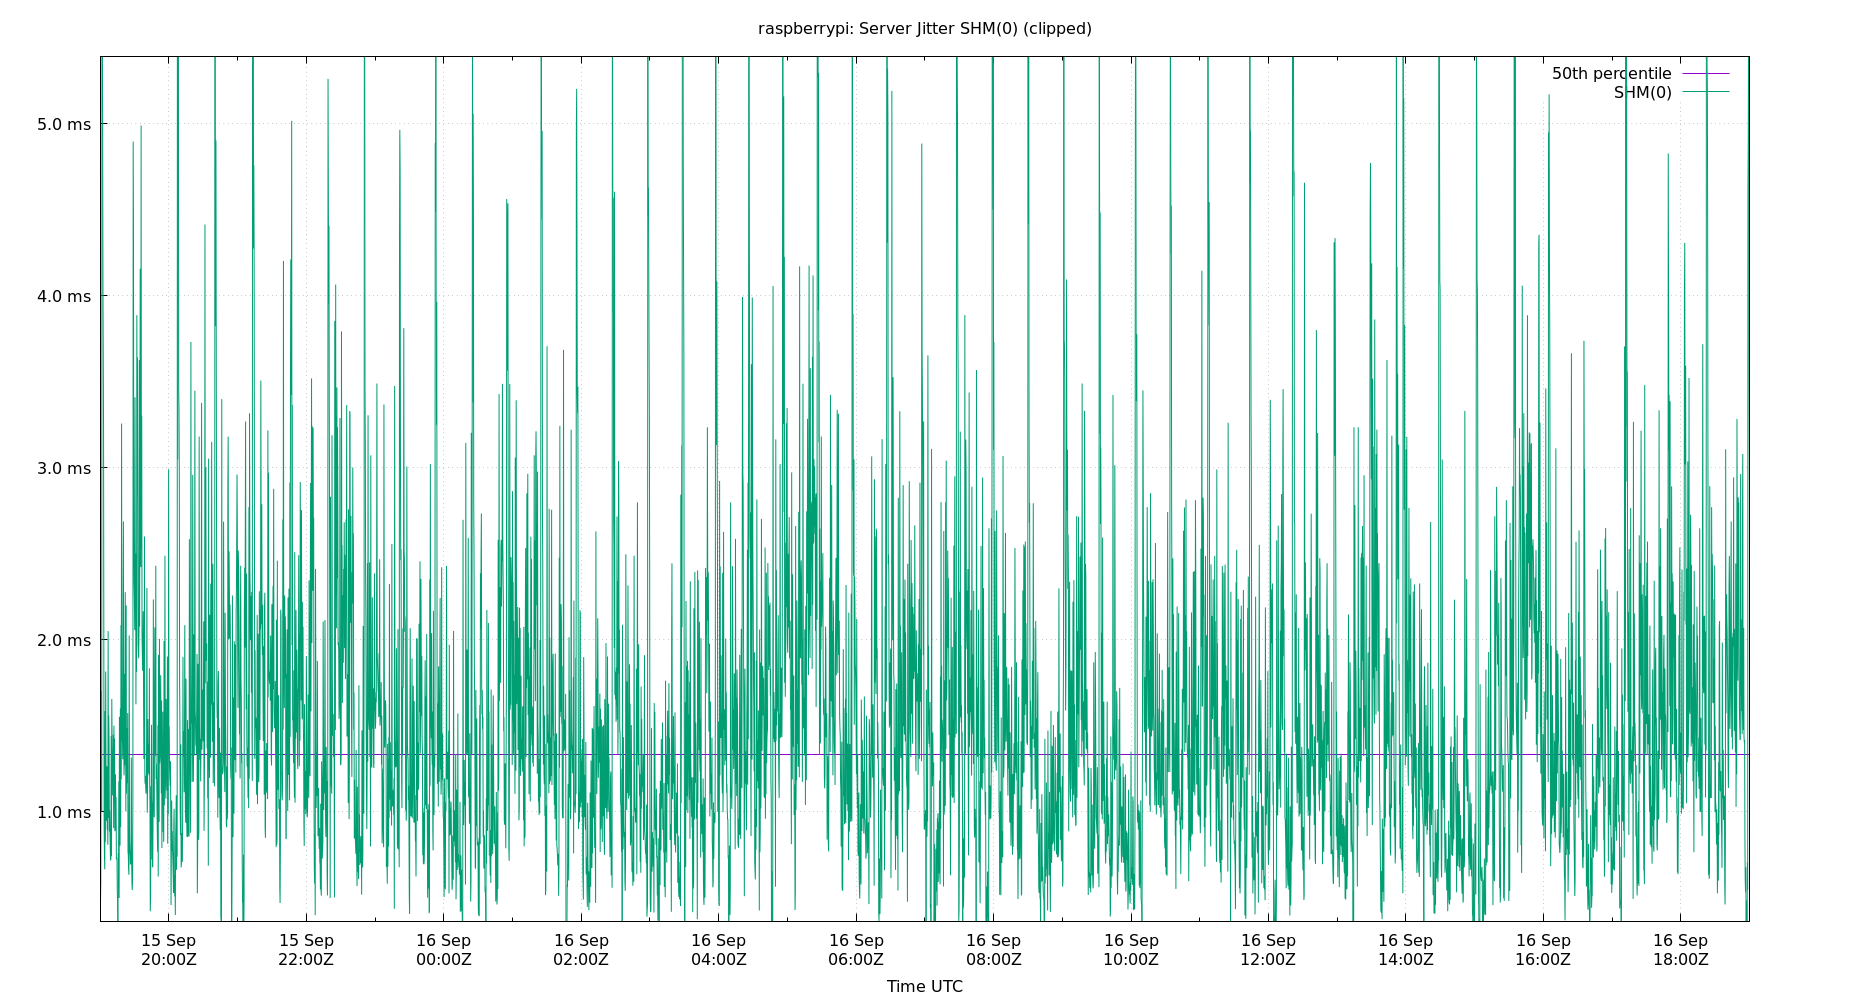 raspberrypi: Server Jitter SHM(0) (clipped)
50th percentile
SHM(0)
5.0 ms
4.0 ms
3.0 ms
2.0 ms
1.0 ms
15 Sep 15 Sep 16 Sep 16 Sep 16 Sep 16 Sep 16 Sep 16 Sep 16 Sep 16 Sep 16 Sep 16 Sep
20:00Z 22:00Z 00:00Z 02:00Z 04:00Z 06:00Z 08:00Z 10:00Z 12:00Z 14:00Z 16:00Z 18:00Z
Time UTC